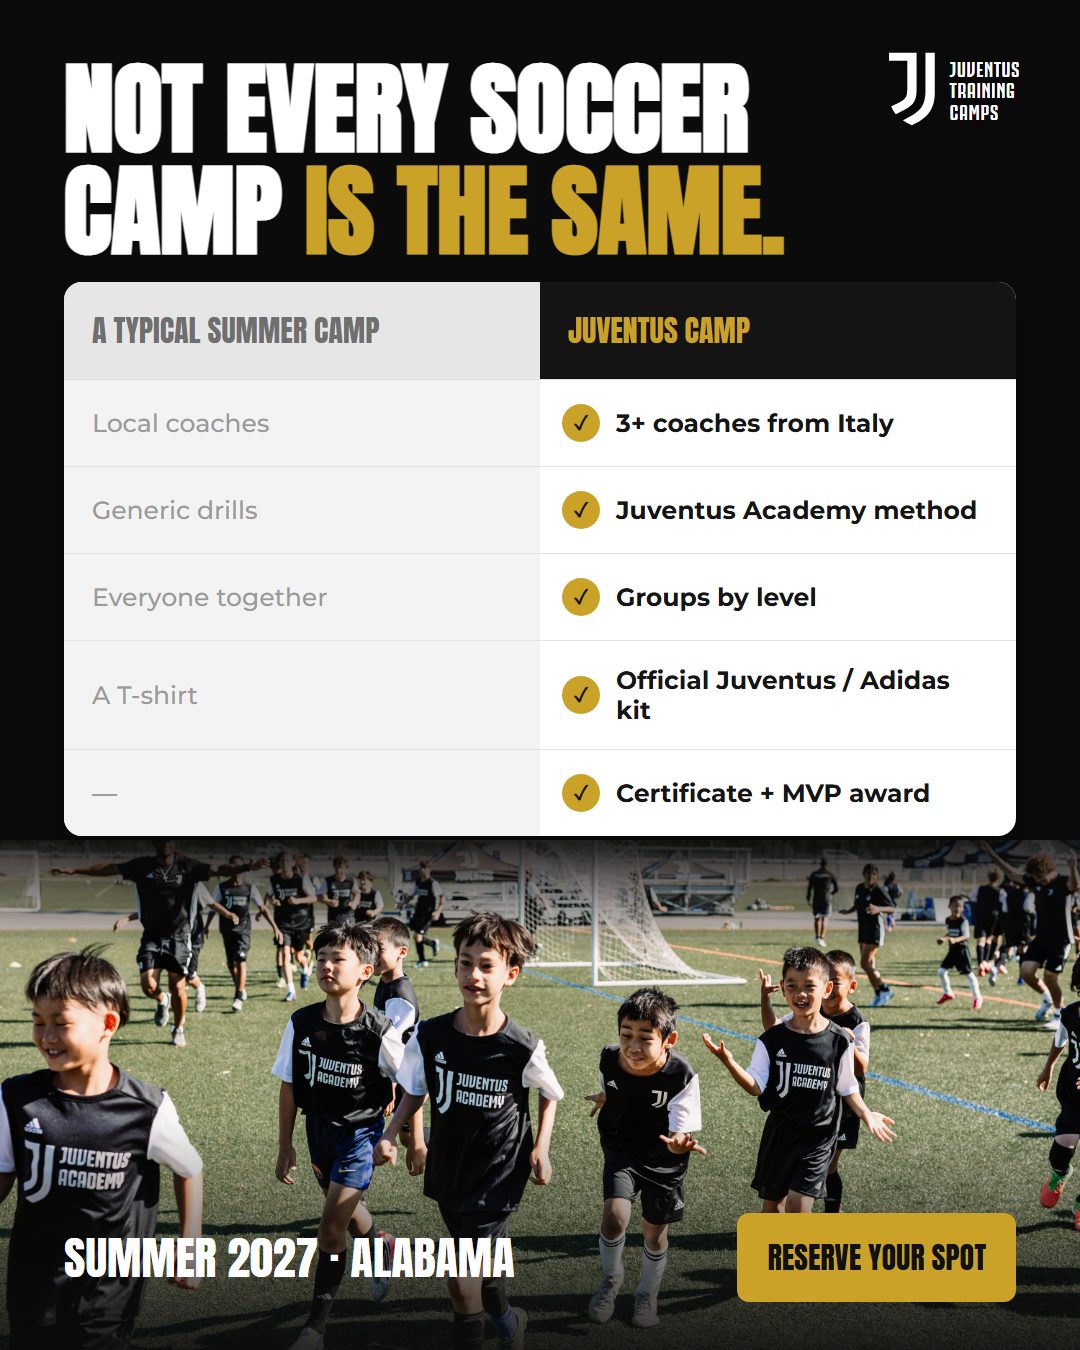 NOT EVERY SOCCER
CAMP IS THE SAME.
JUVENTUS
TRAINING
CAMPS
A TYPICAL SUMMER CAMP
JUVENTUS CAMP
Local coaches
✓ 3+ coaches from Italy
Generic drills
✓ Juventus Academy method
Everyone together
✓ Groups by level
A T-shirt
✓ Official Juventus / Adidas
kit
—
✓ Certificate + MVP award
JUVENTUS
ACADEMY
JUVENTUS
ACADEMY
JUVENTUS
ACADEMY
JUVENTUS
ACADEMY
SUMMER 2027 · ALABAMA
RESERVE YOUR SPOT